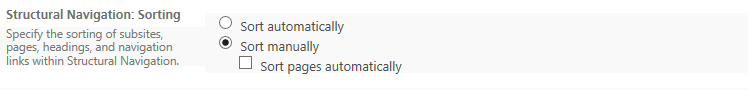 Structural Navigation: Sorting
Specify the sorting of subsites,
pages, headings, and navigation
links within Structural Navigation.
Sort automatically
Sort manually
Sort pages automatically